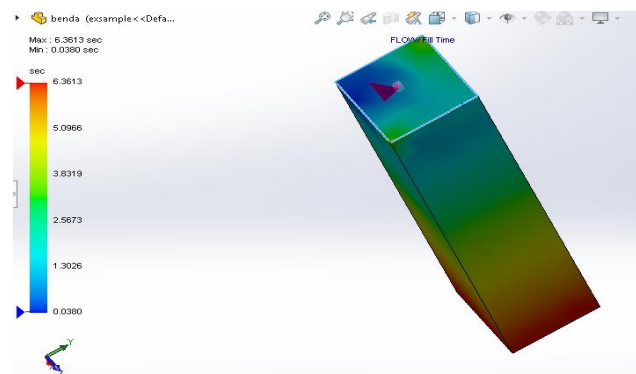 benda (exsample<<Defa...
Max : 6.3613 sec
Min : 0.0380 sec
FLOW/Fill Time
sec
6.3613
5.0966
3.8319
2.5673
1.3026
0.0380
Y